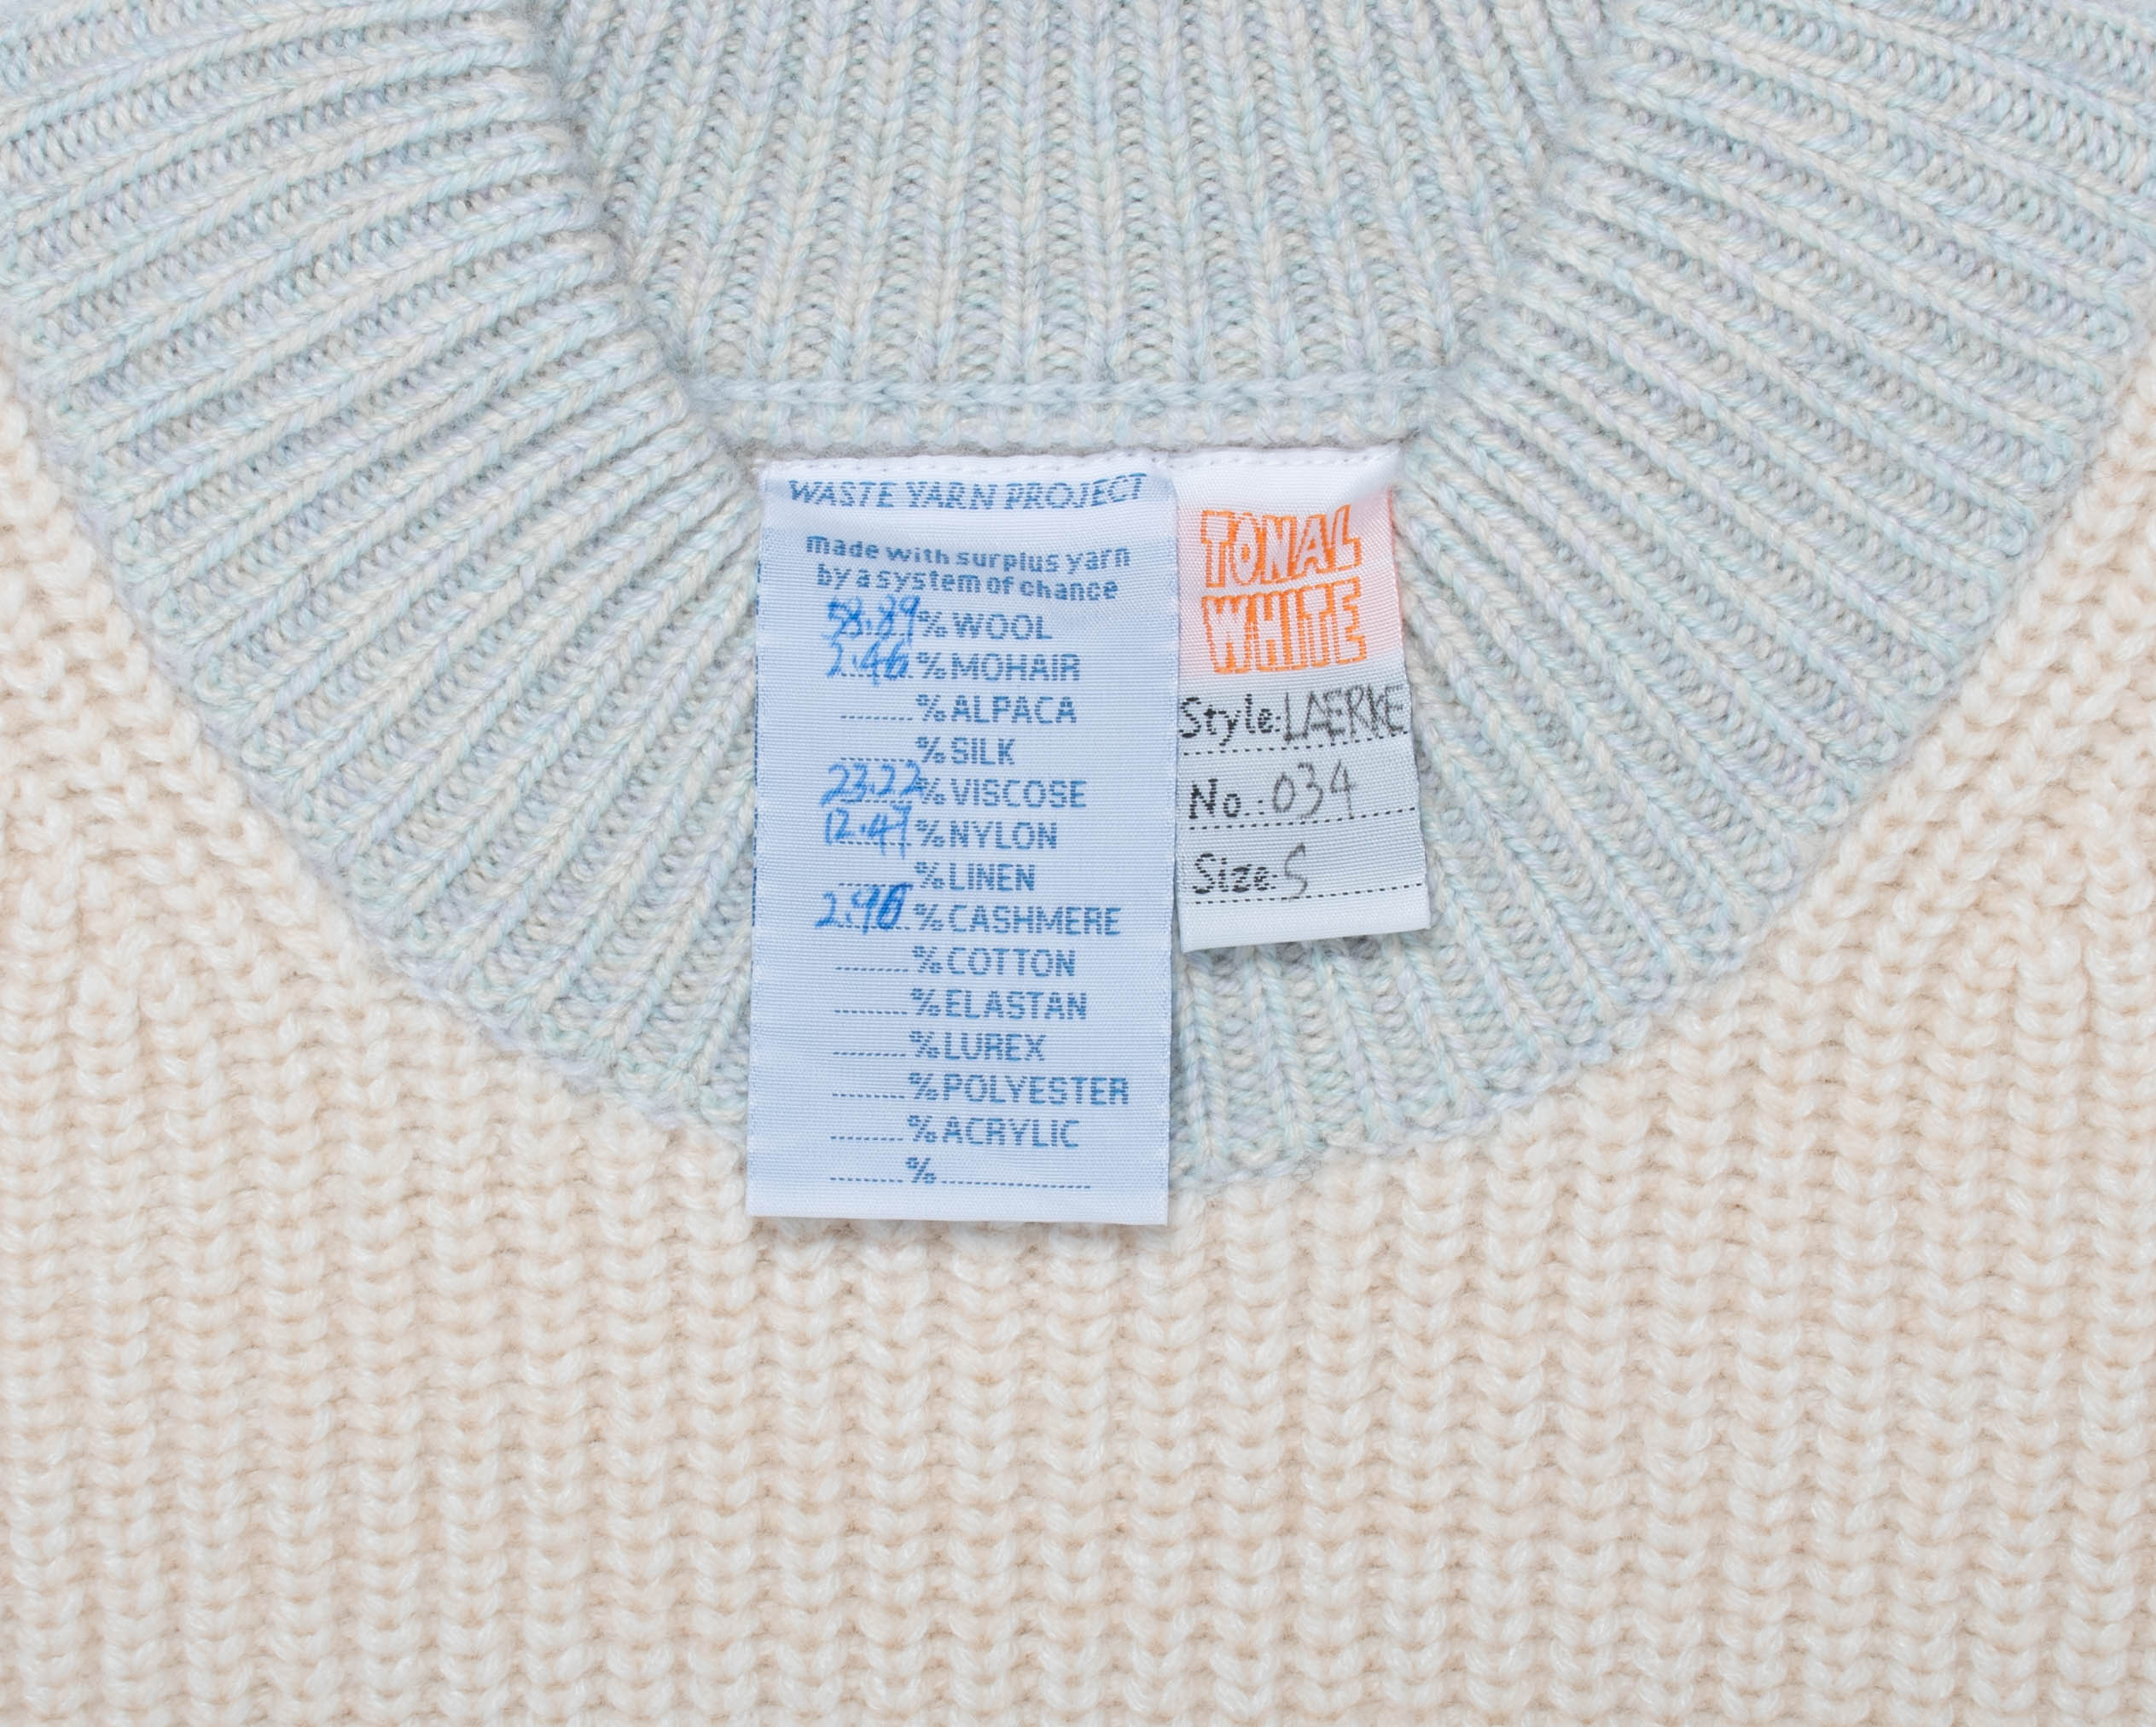 WASTE YARN PROJECT
made with surplus yarn
by a system of chance
58.89 % WOOL
2.46 % MOHAIR
........ % ALPACA
........ % SILK
23.22 % VISCOSE
12.47 % NYLON
........ % LINEN
% CASHMERE
........ % COTTON
........ % ELASTAN
........ % LUREX
........ % POLYESTER
........ % ACRYLIC
........ % ................
TONAL
WHITE
Style: LAERKE
No.: 034
Size: S